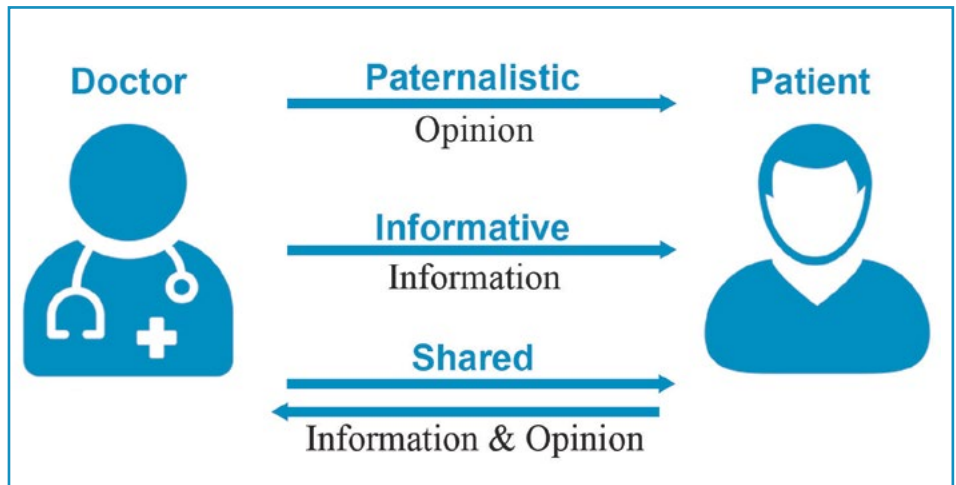 Doctor
Paternalistic
Patient
Opinion
Informative
Information
Shared
Information & Opinion